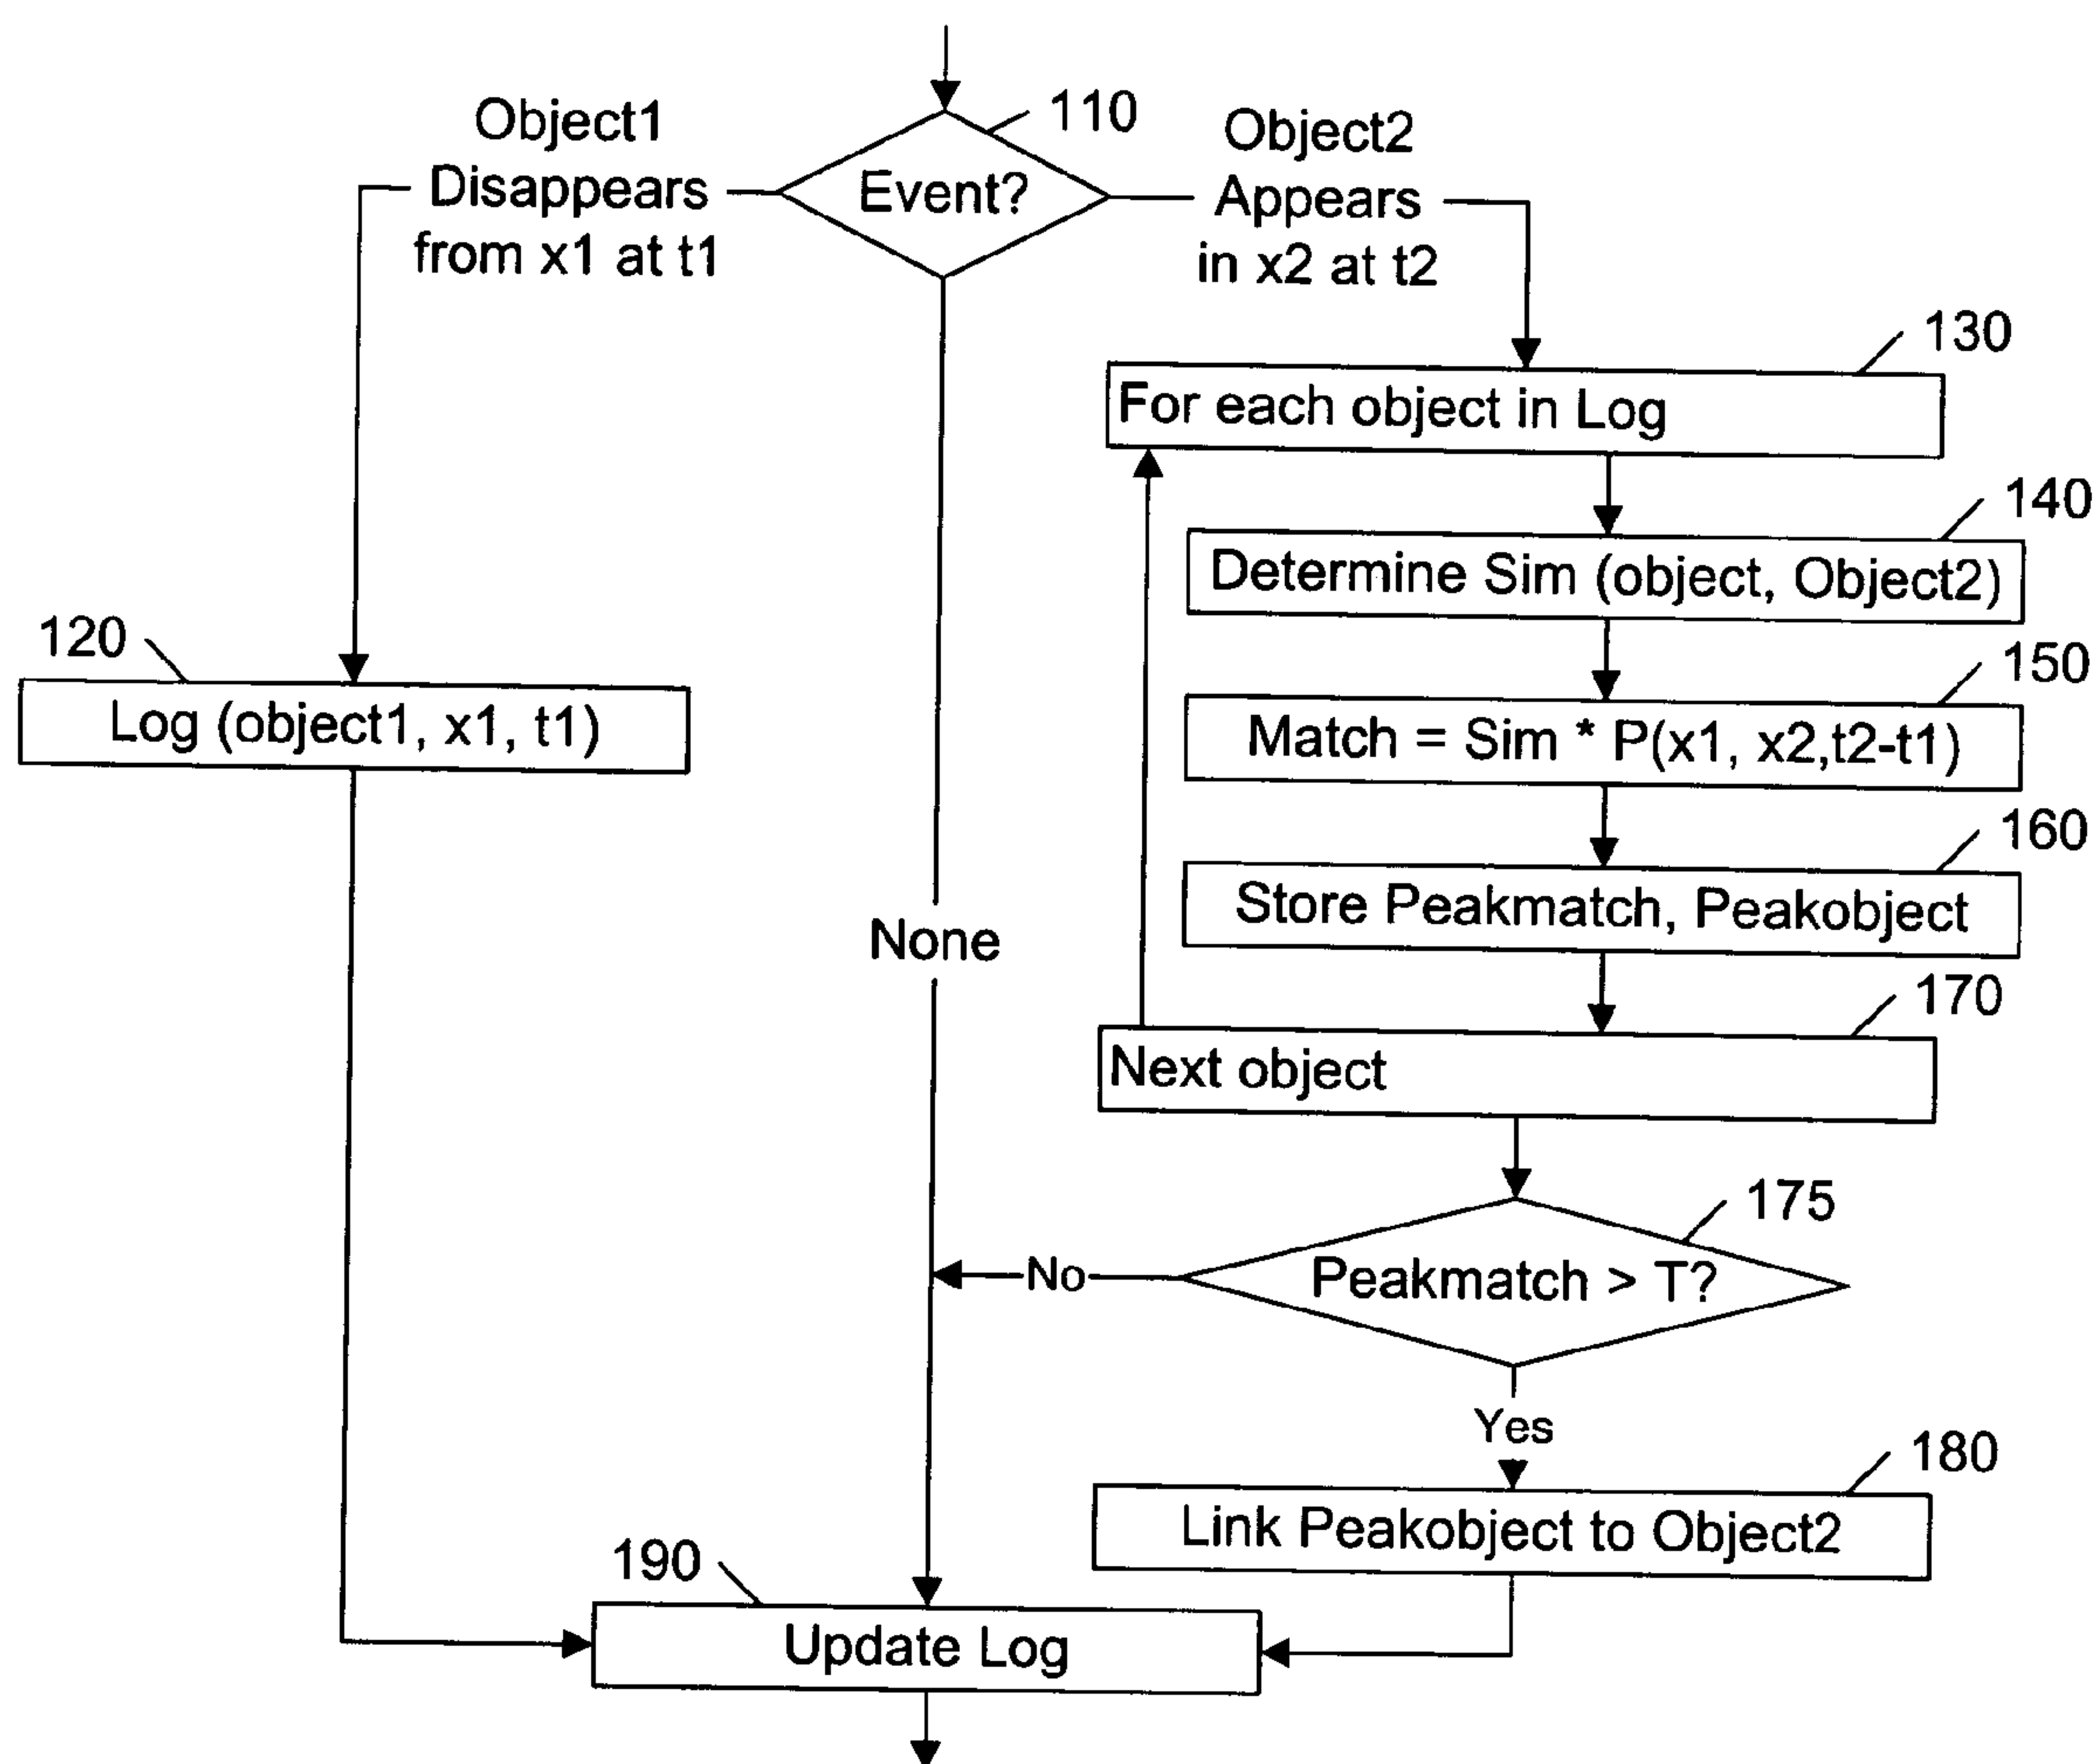 110
Object1
Disappears
from x1 at t1
Event?
Object2
Appears
in x2 at t2
130
For each object in Log
140
Determine Sim (object, Object2)
120
Log (object1, x1, t1)
150
Match = Sim * P(x1, x2,t2-t1)
160
Store Peakmatch, Peakobject
None
170
Next object
175
Peakmatch > T?
No
Yes
180
Link Peakobject to Object2
190
Update Log